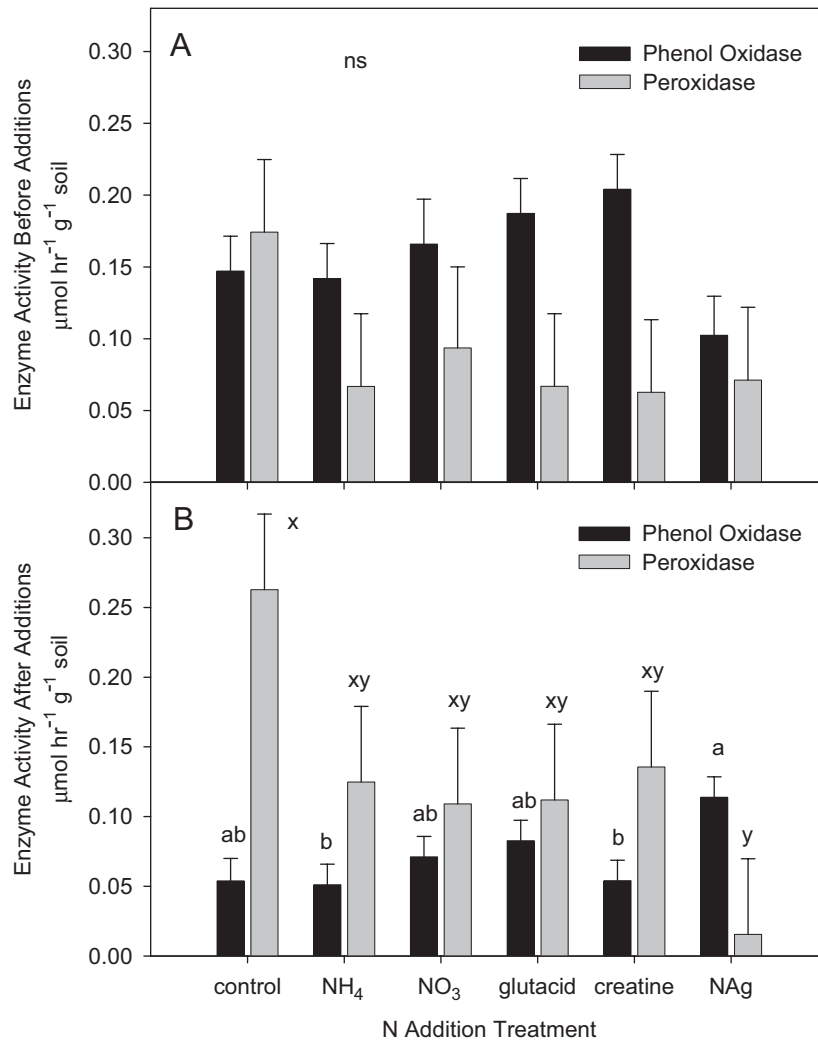 A
ns
Phenol Oxidase
Peroxidase
Enzyme Activity Before Additions
μmol hr⁻¹ g⁻¹ soil
0.30
0.25
0.20
0.15
0.10
0.05
0.00
B
x
Phenol Oxidase
Peroxidase
Enzyme Activity After Additions
μmol hr⁻¹ g⁻¹ soil
0.30
0.25
0.20
0.15
0.10
0.05
0.00
ab
b
xy
ab
xy
ab
xy
b
xy
a
y
control NH₄ NO₃ glutacid creatine NAg
N Addition Treatment